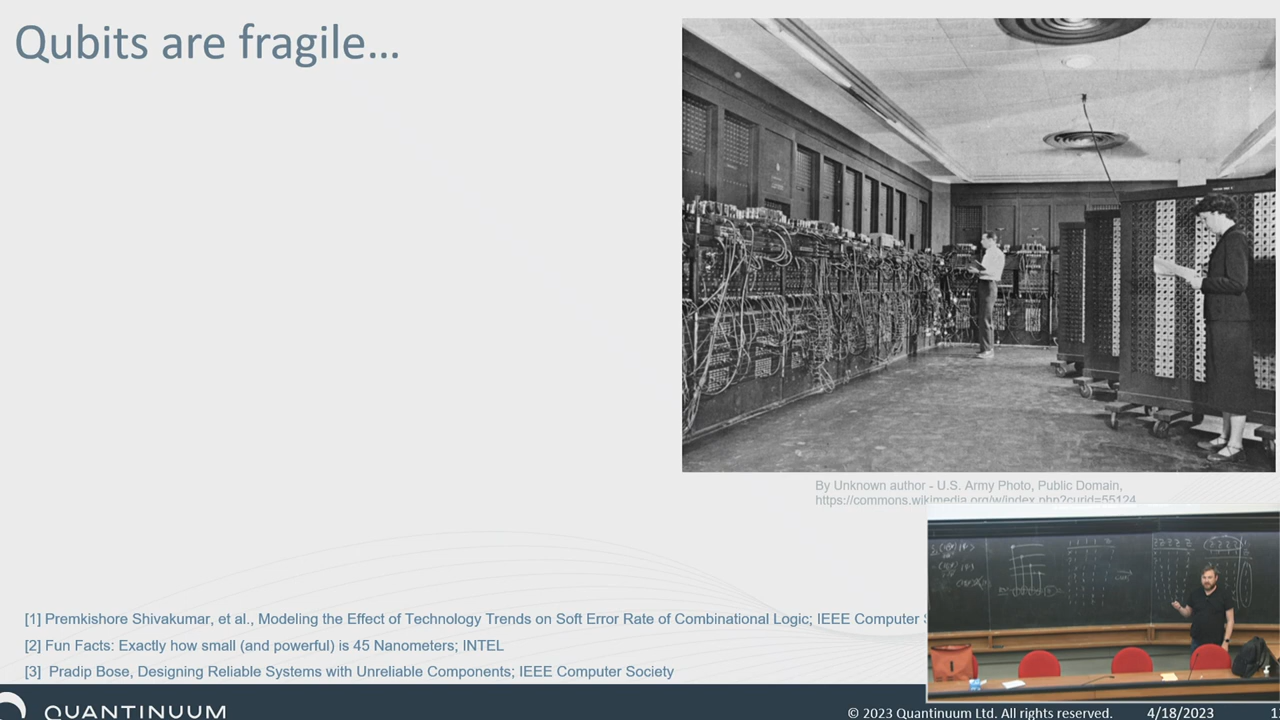 Qubits are fragile…
By Unknown author - U.S. Army Photo, Public Domain,
https://commons.wikimedia.org/w/index.php?curid=55124
[1] Premkishore Shivakumar, et al., Modeling the Effect of Technology Trends on Soft Error Rate of Combinational Logic; IEEE Computer
[2] Fun Facts: Exactly how small (and powerful) is 45 Nanometers; INTEL
[3] Pradip Bose, Designing Reliable Systems with Unreliable Components; IEEE Computer Society
QUANTINUUM
© 2023 Quantinuum Ltd. All rights reserved.
4/18/2023